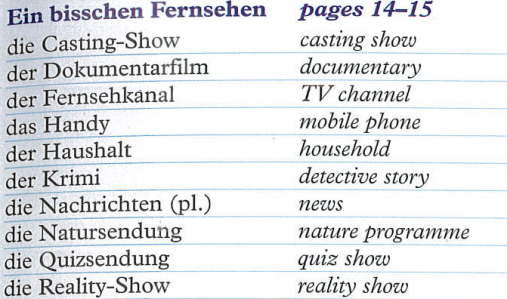 Ein bisschen Fernsehen pages 14–15
die Casting-Show casting show
der Dokumentarfilm documentary
der Fernsehkanal TV channel
das Handy mobile phone
der Haushalt household
der Krimi detective story
die Nachrichten (pl.) news
die Natursendung nature programme
die Quizsendung quiz show
die Reality-Show reality show